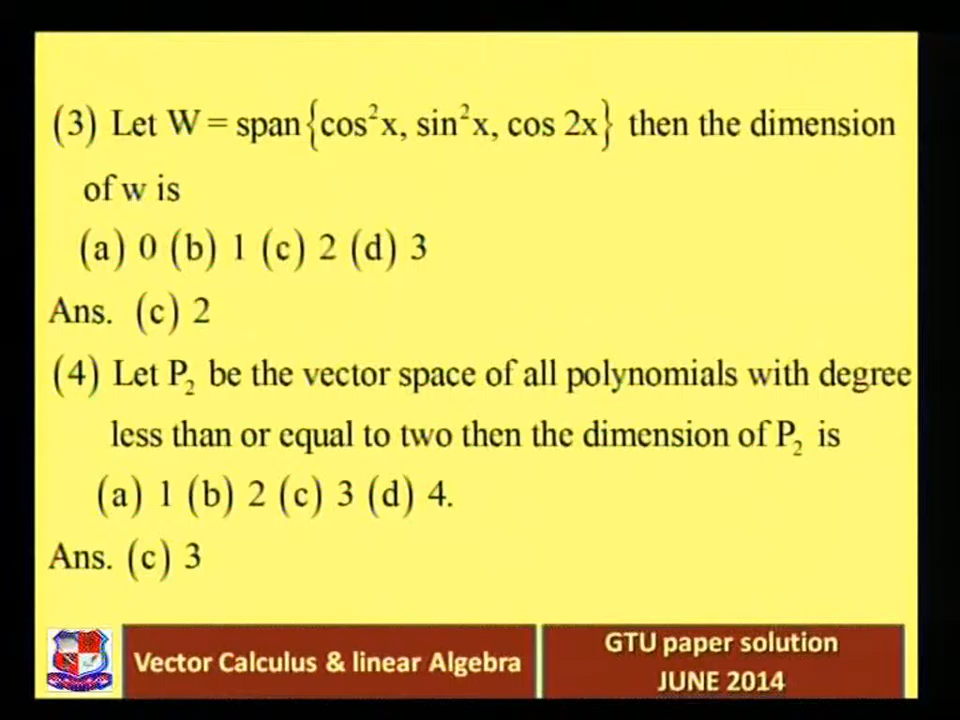 (3) Let W = span{cos²x, sin²x, cos 2x} then the dimension
of w is
(a) 0 (b) 1 (c) 2 (d) 3
Ans. (c) 2
(4) Let P₂ be the vector space of all polynomials with degree
less than or equal to two then the dimension of P₂ is
(a) 1 (b) 2 (c) 3 (d) 4.
Ans. (c) 3
Vector Calculus & linear Algebra
GTU paper solution
JUNE 2014